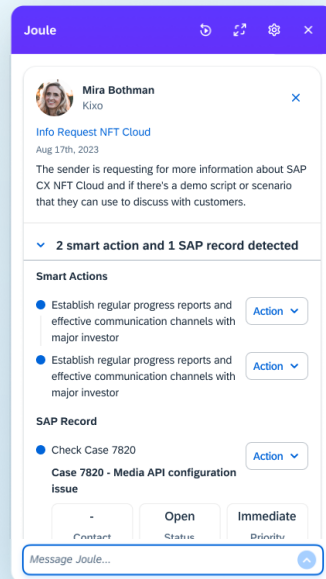 Joule
Mira Bothman
Kixo
Info Request NFT Cloud
Aug 17th, 2023
The sender is requesting for more information about SAP
CX NFT Cloud and if there's a demo script or scenario
that they can use to discuss with customers.
2 smart action and 1 SAP record detected
Smart Actions
Establish regular progress reports and
effective communication channels with
major investor
Action
Establish regular progress reports and
effective communication channels with
major investor
Action
SAP Record
Check Case 7820
Action
Case 7820 - Media API configuration
issue
- Open Immediate
Contact Status Priority
Message Joule...